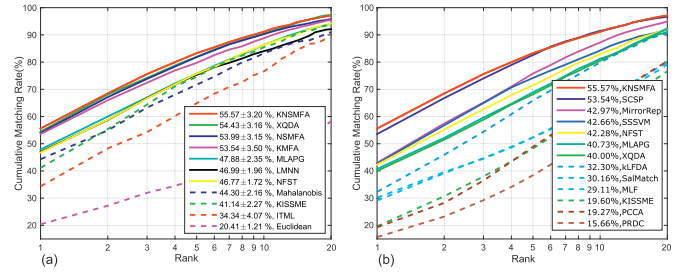 Cumulative Matching Rate(%)
100
90
80
70
60
50
40
30
20
55.57±3.20 %, KNSMFA
54.43±3.16 %, XQDA
53.99±3.15 %, NSMFA
53.54±3.50 %, KMFA
47.88±2.35 %, MLAPG
46.99±1.96 %, LMNN
46.77±1.72 %, NFST
44.30±2.16 %, Mahalanobis
41.14±2.27 %, KISSME
34.34±4.07 %, ITML
20.41±1.21 %, Euclidean
1 2 3 4 5 6 7 8 9 10 20
Rank
(a)
Cumulative Matching Rate(%)
100
90
80
70
60
50
40
30
20
55.57%,KNSMFA
53.54%,SCSP
42.97%,MirrorRep
42.66%,SSSVM
42.28%,NFST
40.73%,MLAPG
40.00%,XQDA
32.30%,kLFDA
30.16%,SalMatch
29.11%,MLF
19.60%,KISSME
19.27%,PCCA
15.66%,PRDC
1 2 3 4 5 6 7 8 9 10 20
Rank
(b)